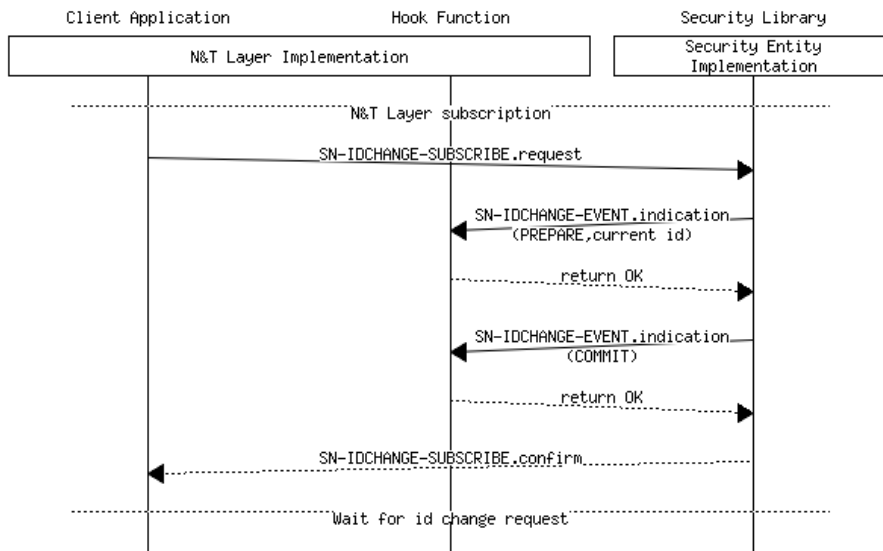 Client Application Hook Function Security Library
N&T Layer Implementation
Security Entity
Implementation
N&T Layer subscription
SN-IDCHANGE-SUBSCRIBE.request
SN-IDCHANGE-EVENT.indication
(PREPARE,current id)
return OK
SN-IDCHANGE-EVENT.indication
(COMMIT)
return OK
SN-IDCHANGE-SUBSCRIBE.confirm
Wait for id change request